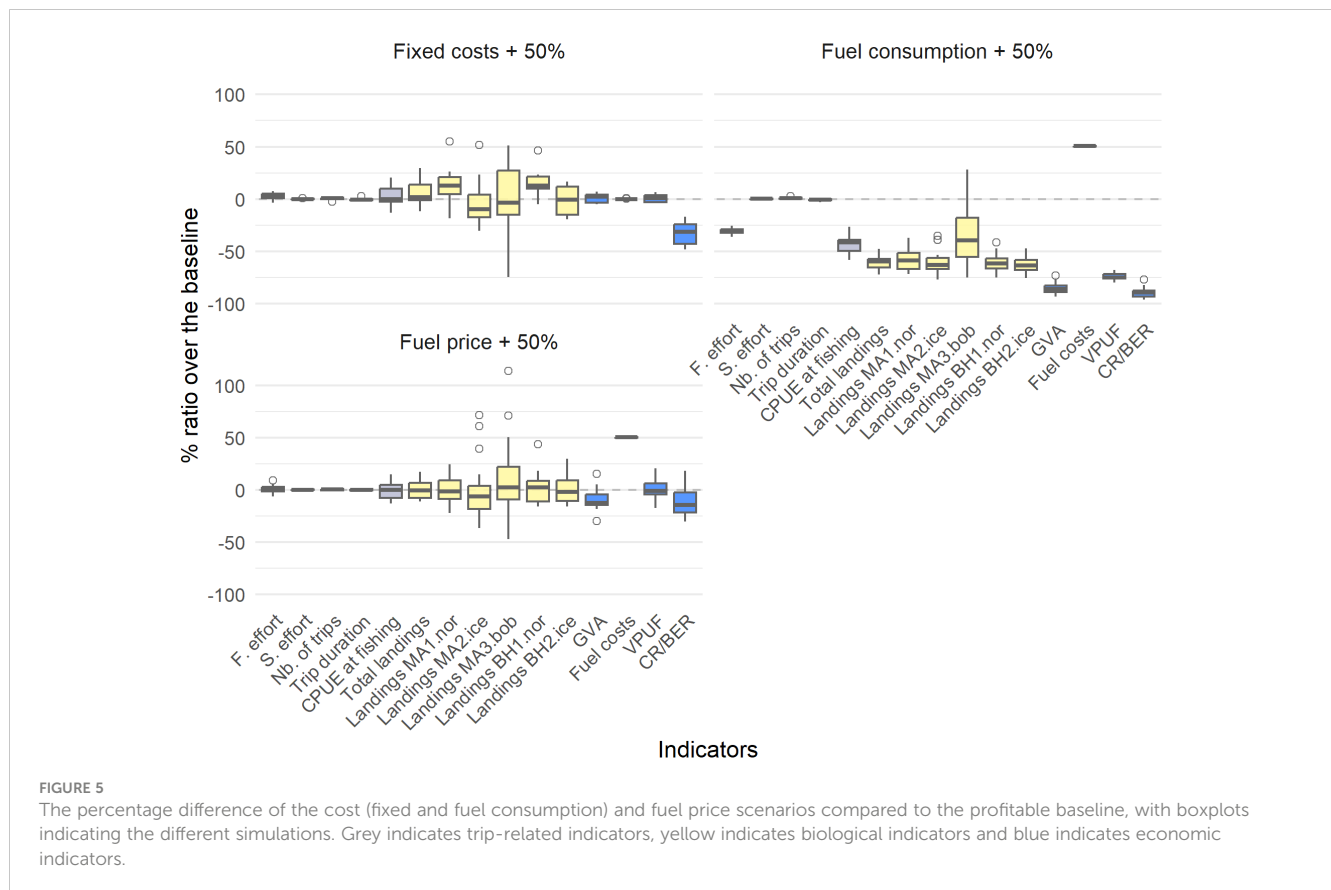 Fixed costs + 50%
Fuel consumption + 50%
100
50
0
-50
-100
% ratio over the baseline
F. effort
S. effort
Nb. of trips
Trip duration
CPUE at fishing
Total landings
Landings MA1.nor
Landings MA2.ice
Landings MA3.bob
Landings BH1.nor
Landings BH2.ice
GVA
Fuel costs
VPUF
CR/BER
Fuel price + 50%
100
50
0
-50
-100
F. effort
S. effort
Nb. of trips
Trip duration
CPUE at fishing
Total landings
Landings MA1.nor
Landings MA2.ice
Landings MA3.bob
Landings BH1.nor
Landings BH2.ice
GVA
Fuel costs
VPUF
CR/BER
Indicators
FIGURE 5
The percentage difference of the cost (fixed and fuel consumption) and fuel price scenarios compared to the profitable baseline, with boxplots
indicating the different simulations. Grey indicates trip-related indicators, yellow indicates biological indicators and blue indicates economic
indicators.